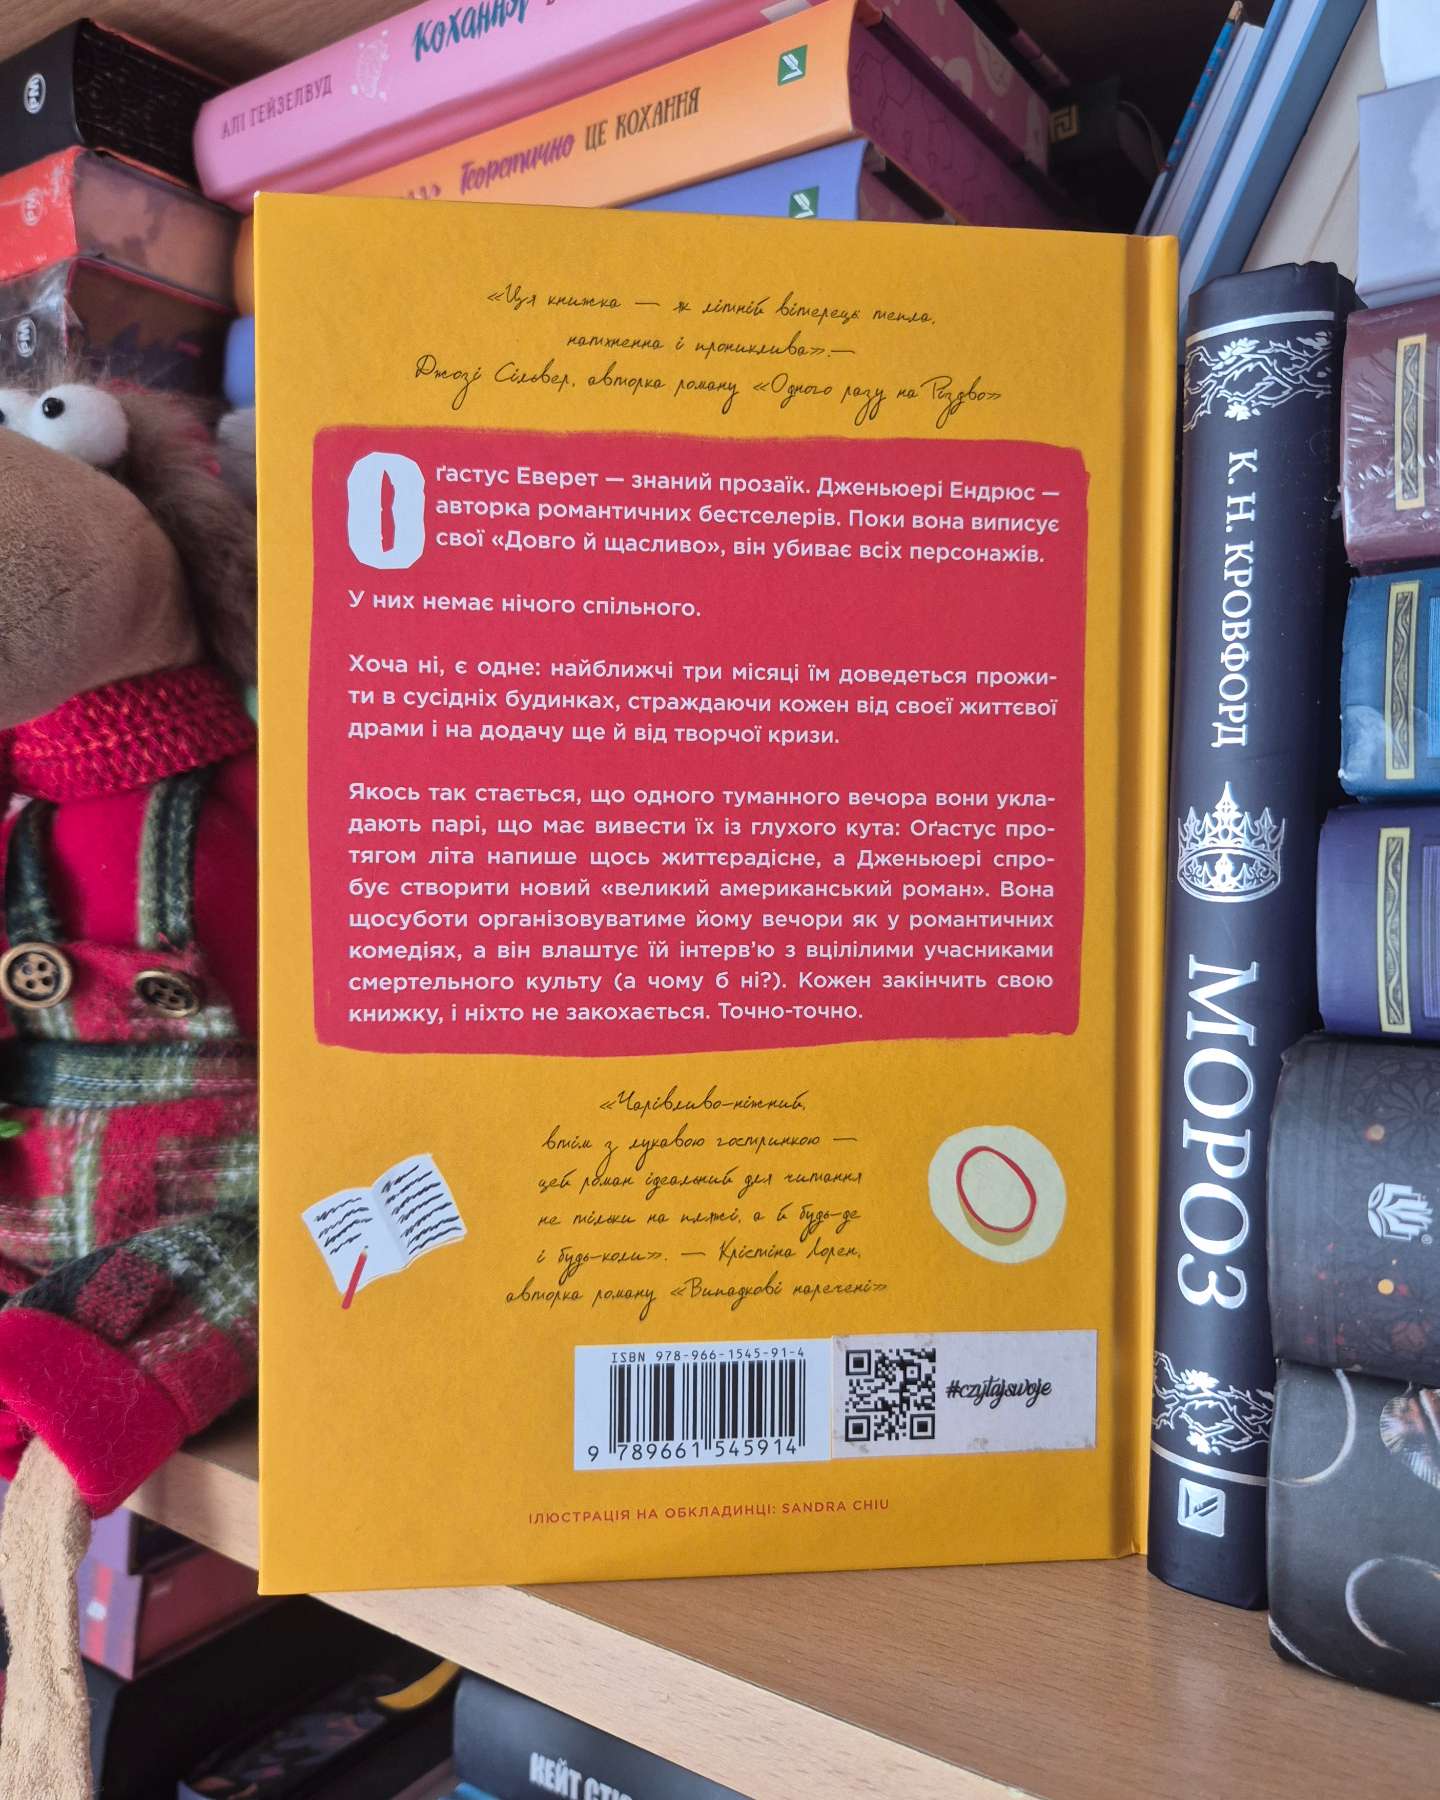 Кохання
АЛІ ГЕЙЗЕЛВУД
Теоретично ЦЕ КОХАННЯ
PM
PM
PM
«Ця книжка — як літній вітерець: тепла,
натхненна і прониклива».—
Джозі Сільвер, авторка роману «Одного разу на Різдво»
Оґастус Еверет — знаний прозаїк. Дженьюері Ендрюс —
авторка романтичних бестселерів. Поки вона виписує
свої «Довго й щасливо», він убиває всіх персонажів.
У них немає нічого спільного.
Хоча ні, є одне: найближчі три місяці їм доведеться прожи-
ти в сусідніх будинках, страждаючи кожен від своєї життєвої
драми і на додачу ще й від творчої кризи.
Якось так стається, що одного туманного вечора вони укла-
дають парі, що має вивести їх із глухого кута: Оґастус про-
тягом літа напише щось життєрадісне, а Дженьюері спро-
бує створити новий «великий американський роман». Вона
щосуботи організовуватиме йому вечори як у романтичних
комедіях, а він влаштує їй інтерв’ю з вцілілими учасниками
смертельного культу (а чому б ні?). Кожен закінчить свою
книжку, і ніхто не закохається. Точно-точно.
«Чарівливо-ніжний,
втім з лукавою гостринкою —
цей роман ідеальний для читання
не тільки на пляжі, а й будь-де
і будь-коли». — Крістіна Лорен,
авторка роману «Випадкові наречені»
ISBN 978-966-1545-91-4
9 789661 545914
#czytajswoje
ІЛЮСТРАЦІЯ НА ОБКЛАДИНЦІ: SANDRA CHIU
К. Н. КРОВФОРД
МОРОЗ
КЕЙТ